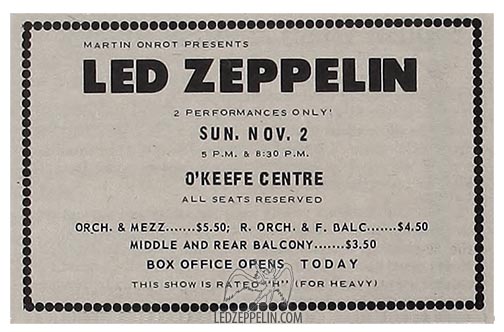 MARTIN ONROT PRESENTS
LED ZEPPELIN
2 PERFORMANCES ONLY!
SUN. NOV. 2
5 P.M. & 8:30 P.M.
O'KEEFE CENTRE
ALL SEATS RESERVED
ORCH. & MEZZ.......$5.50; R. ORCH. & F. BALC.....$4.50
MIDDLE AND REAR BALCONY.......$3.50
BOX OFFICE OPENS TODAY
THIS SHOW IS RATED "H" (FOR HEAVY)
LEDZEPPELIN.COM